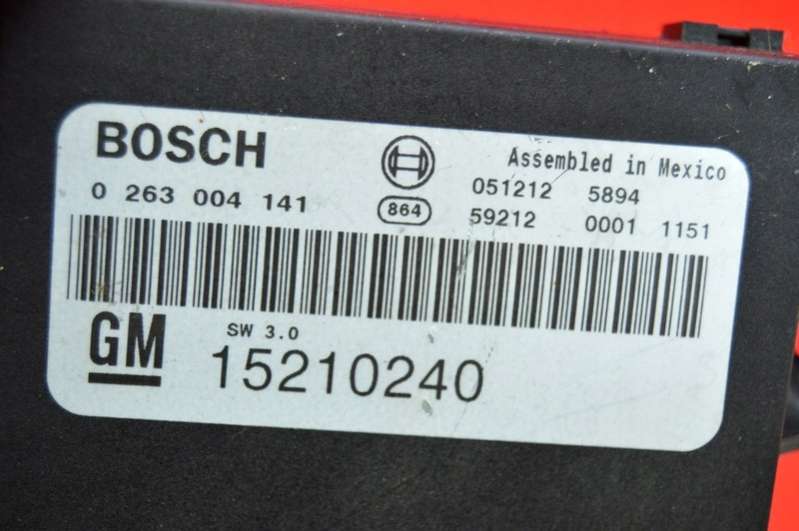 BOSCH
Assembled in Mexico
0 263 004 141
864
051212 5894
59212 0001 1151
GM
SW 3.0
15210240